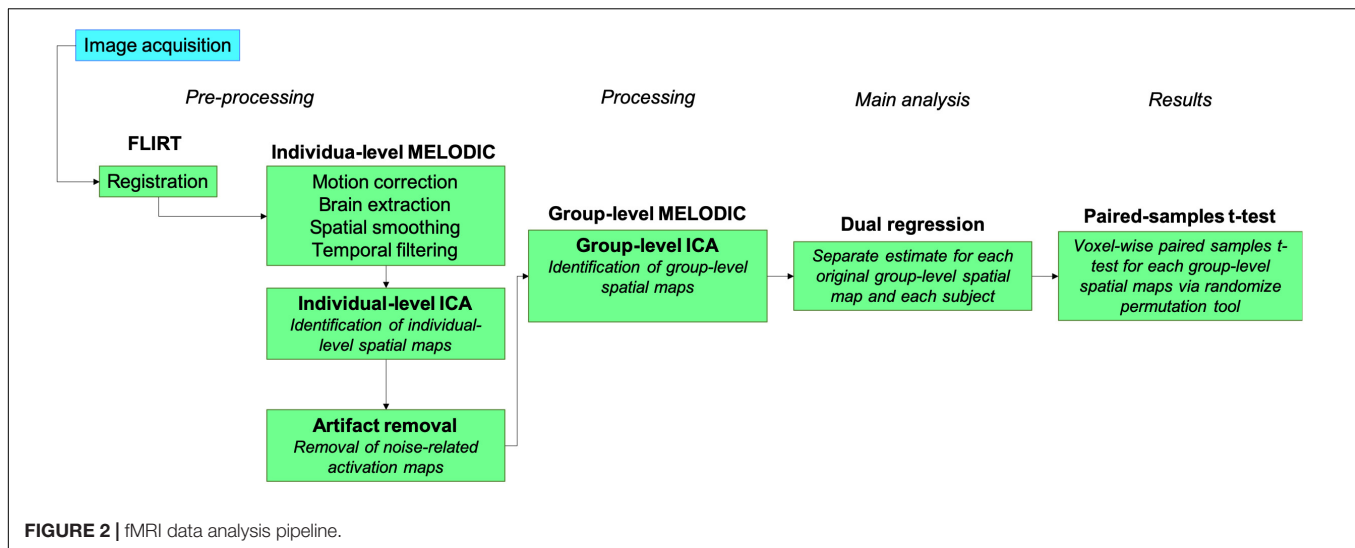 Image acquisition
Pre-processing
Processing
Main analysis
Results
FLIRT
Registration
Individua-level MELODIC
Motion correction
Brain extraction
Spatial smoothing
Temporal filtering
Individual-level ICA
Identification of individual-
level spatial maps
Artifact removal
Removal of noise-related
activation maps
Group-level MELODIC
Group-level ICA
Identification of group-level
spatial maps
Dual regression
Separate estimate for each
original group-level spatial
map and each subject
Paired-samples t-test
Voxel-wise paired samples t-
test for each group-level
spatial maps via randomize
permutation tool
FIGURE 2 | fMRI data analysis pipeline.